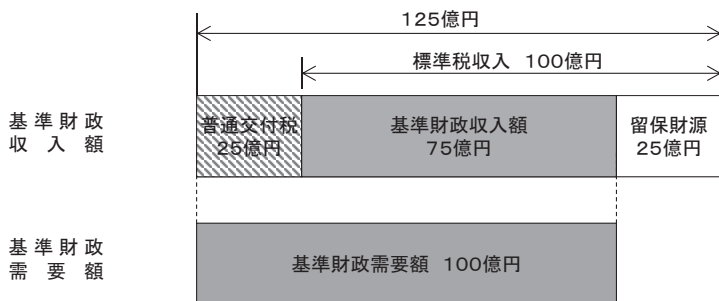 125億円
標準税収入 100億円
基準財政
収入額
普通交付税
25億円
基準財政収入額
75億円
留保財源
25億円
基準財政
需要額
基準財政需要額 100億円